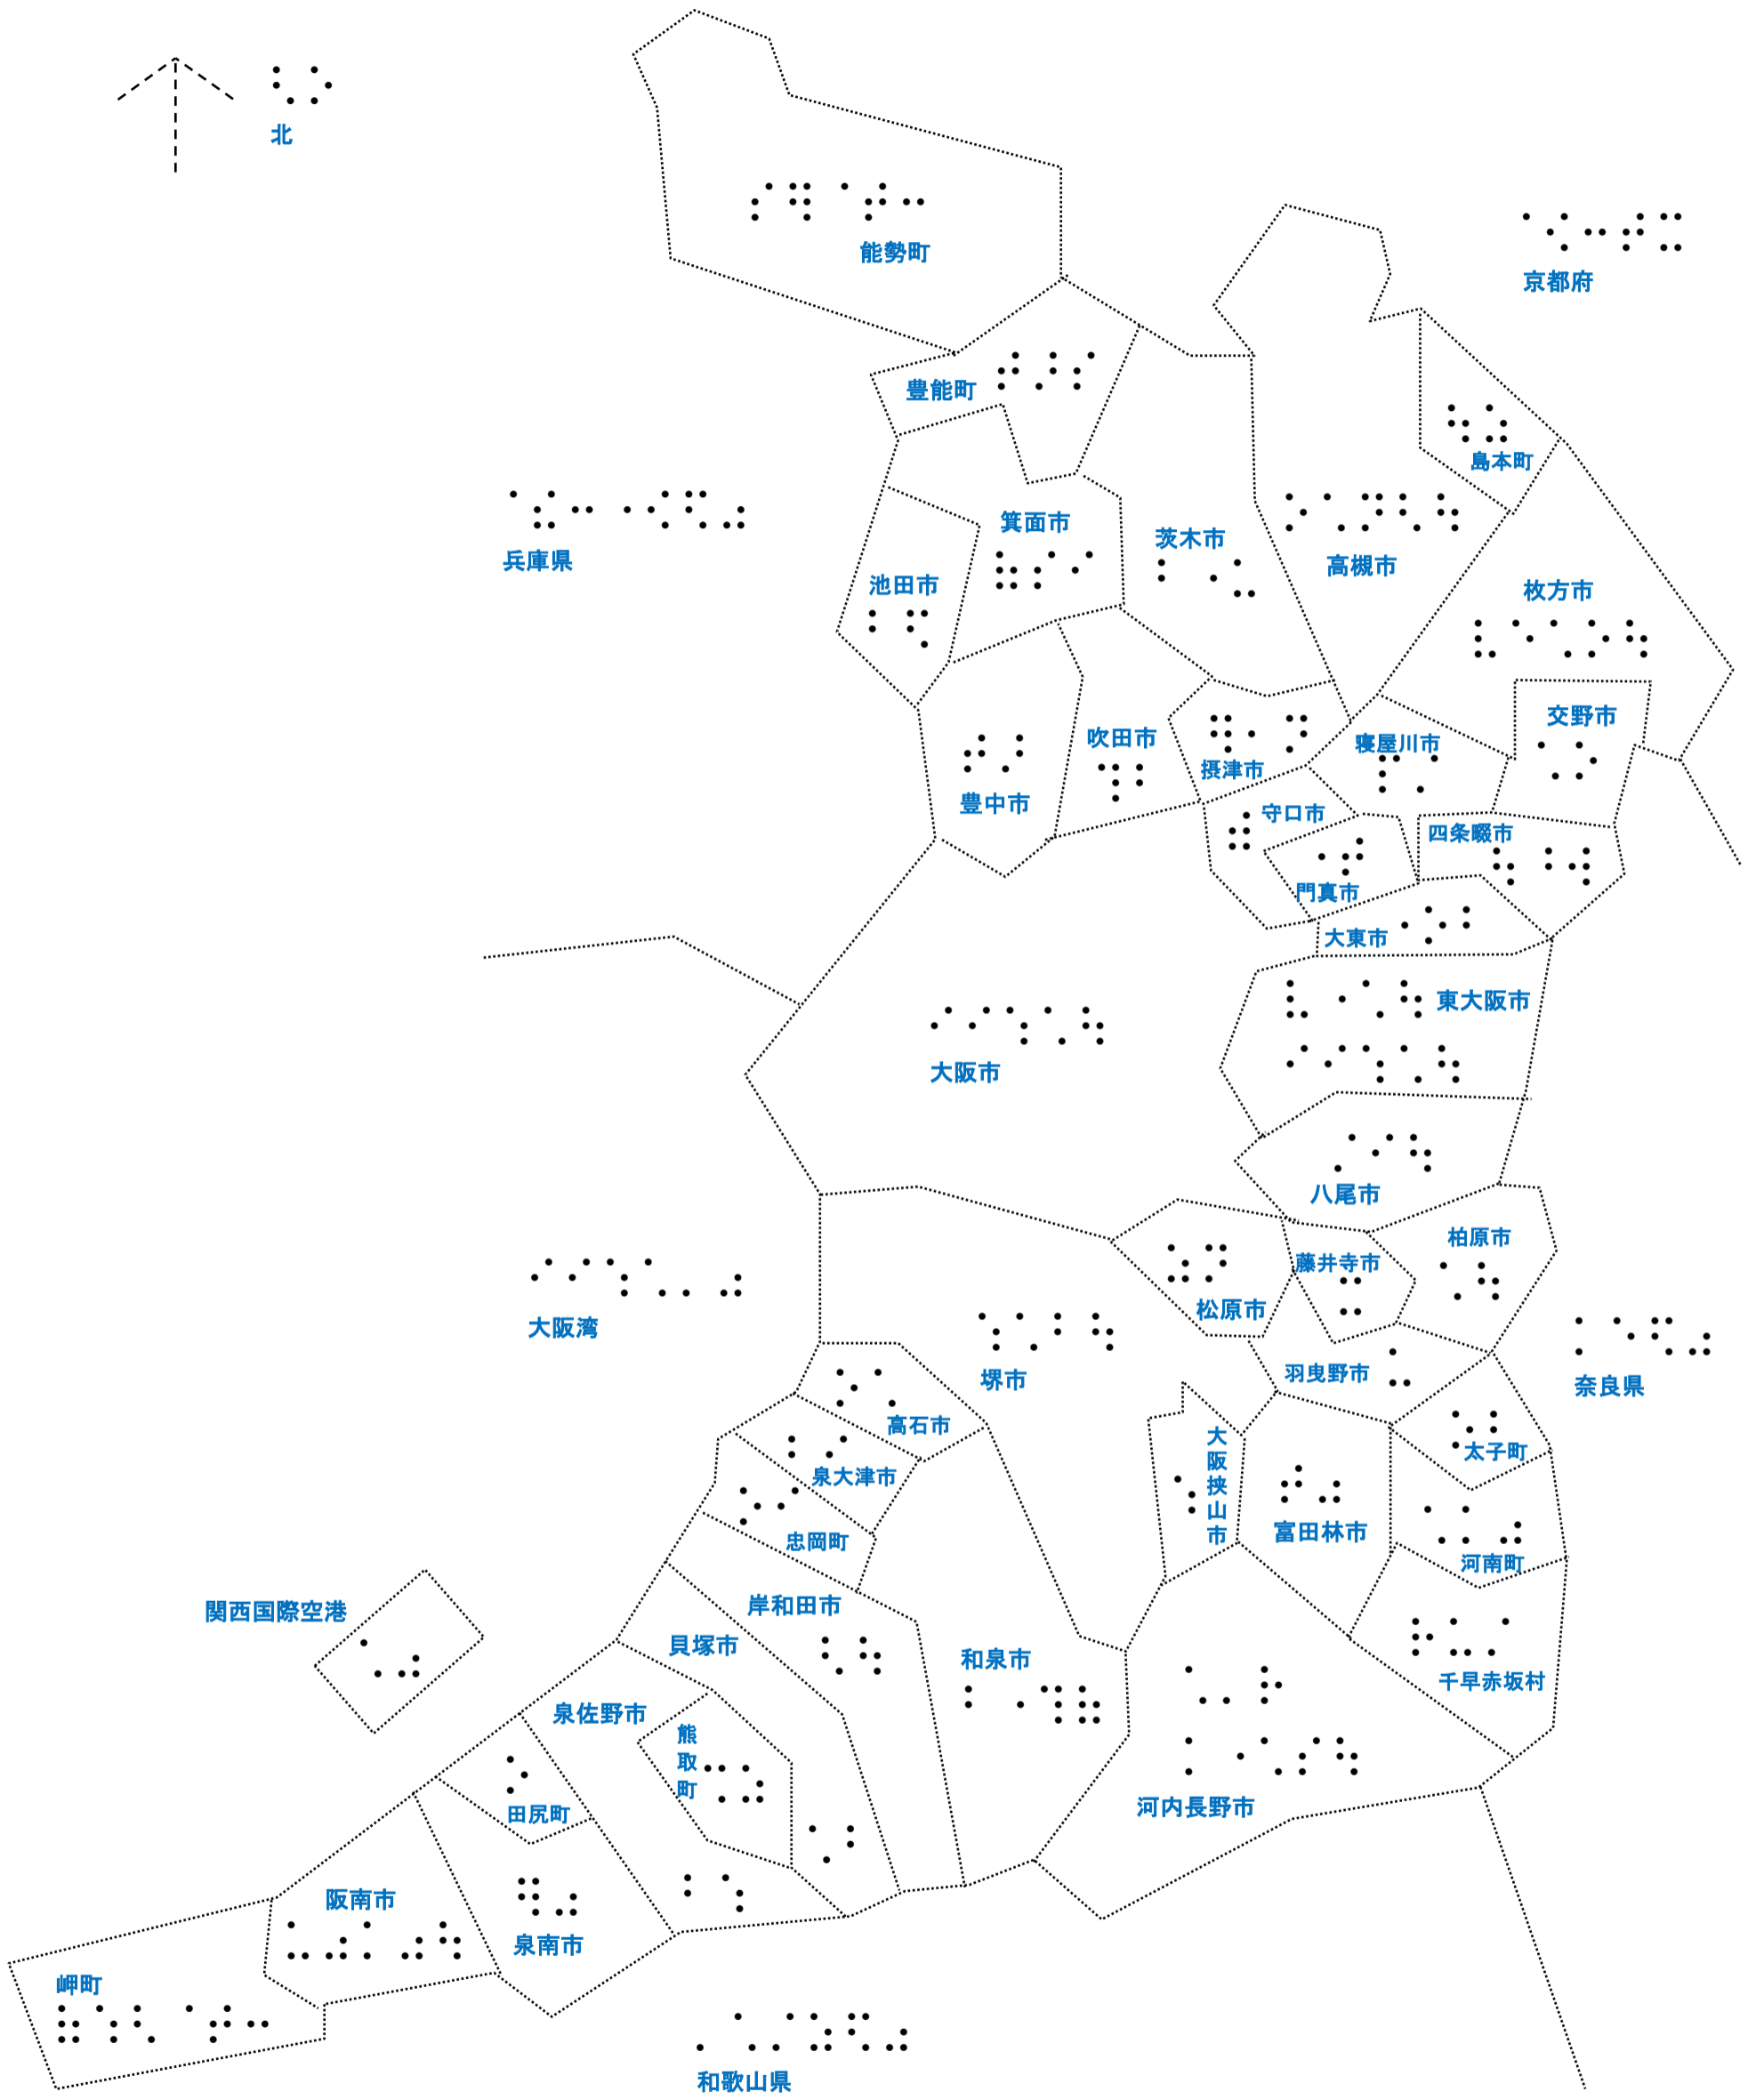 北
能勢町
京都府
豊能町
島本町
箕面市
茨木市
兵庫県
高槻市
池田市
枚方市
交野市
吹田市
寝屋川市
摂津市
豊中市
守口市
四条畷市
門真市
大東市
東大阪市
大阪市
八尾市
柏原市
藤井寺市
松原市
大阪湾
羽曳野市
堺市
奈良県
高石市
大阪狭山市
太子町
泉大津市
富田林市
忠岡町
河南町
岸和田市
関西国際空港
貝塚市
和泉市
千早赤坂村
泉佐野市
熊取町
河内長野市
田尻町
阪南市
泉南市
岬町
和歌山県